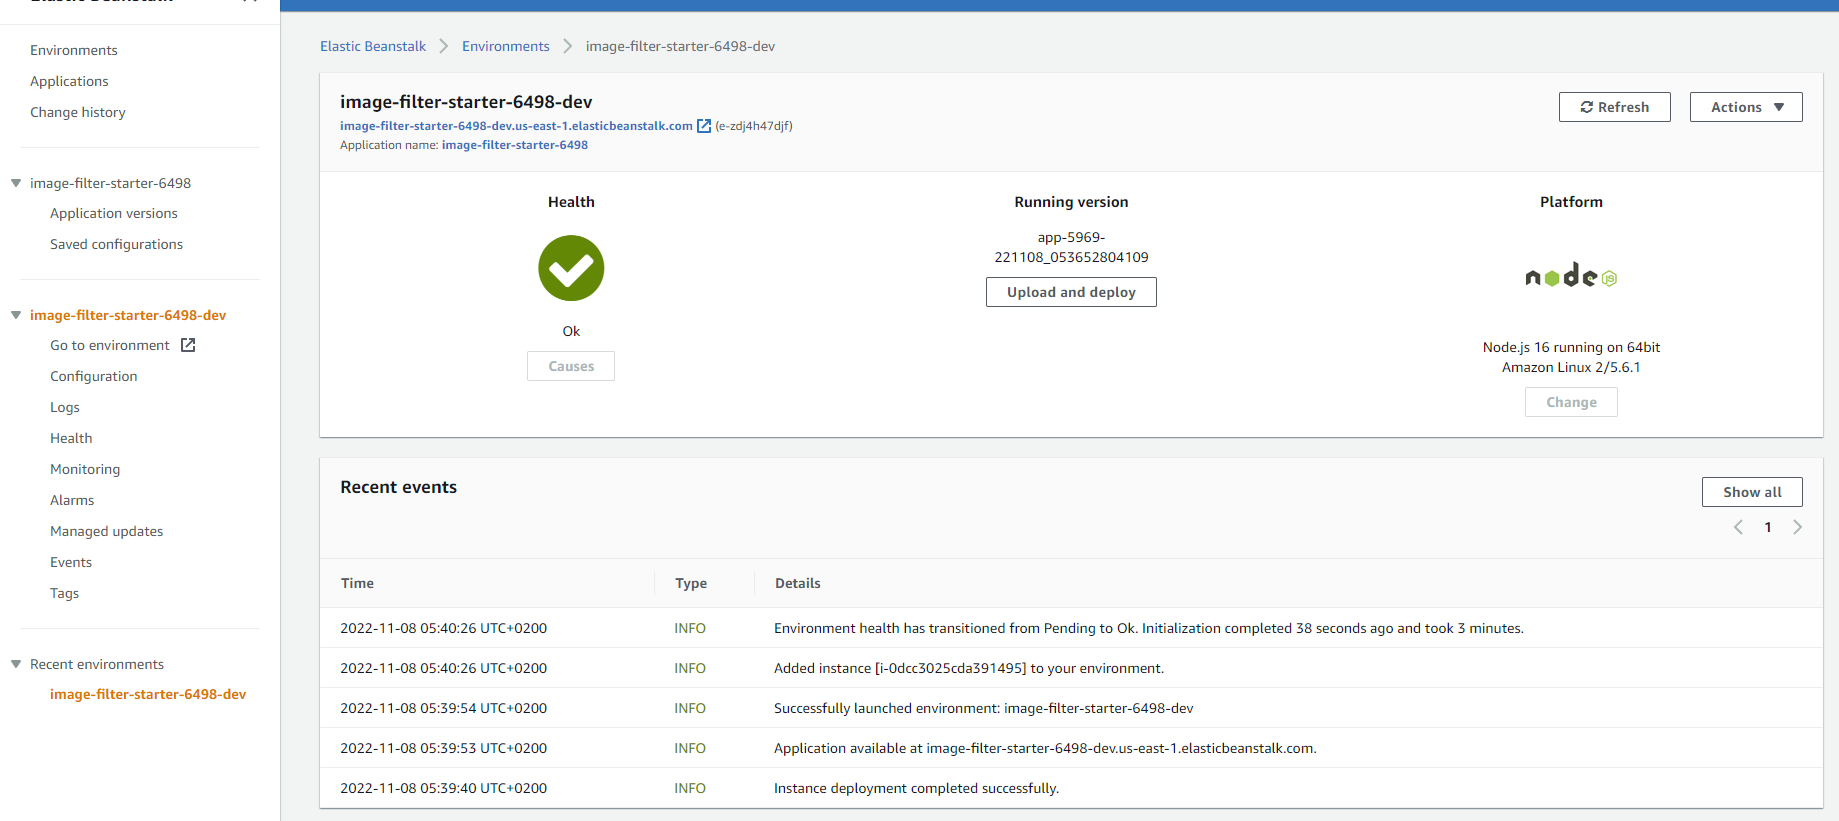 Elastic Beanstalk
Environments
Applications
Change history
image-filter-starter-6498
Application versions
Saved configurations
image-filter-starter-6498-dev
Go to environment
Configuration
Logs
Health
Monitoring
Alarms
Managed updates
Events
Tags
Recent environments
image-filter-starter-6498-dev
Elastic Beanstalk Environments image-filter-starter-6498-dev
image-filter-starter-6498-dev
image-filter-starter-6498-dev.us-east-1.elasticbeanstalk.com (e-zdj4h47djf)
Application name: image-filter-starter-6498
Refresh
Actions
Health
Ok
Causes
Running version
app-5969-
221108_053652804109
Upload and deploy
Platform
node JS
Node.js 16 running on 64bit
Amazon Linux 2/5.6.1
Change
Recent events
Show all
1
Time Type Details
2022-11-08 05:40:26 UTC+0200 INFO Environment health has transitioned from Pending to Ok. Initialization completed 38 seconds ago and took 3 minutes.
2022-11-08 05:40:26 UTC+0200 INFO Added instance [i-0dcc3025cda391495] to your environment.
2022-11-08 05:39:54 UTC+0200 INFO Successfully launched environment: image-filter-starter-6498-dev
2022-11-08 05:39:53 UTC+0200 INFO Application available at image-filter-starter-6498-dev.us-east-1.elasticbeanstalk.com.
2022-11-08 05:39:40 UTC+0200 INFO Instance deployment completed successfully.